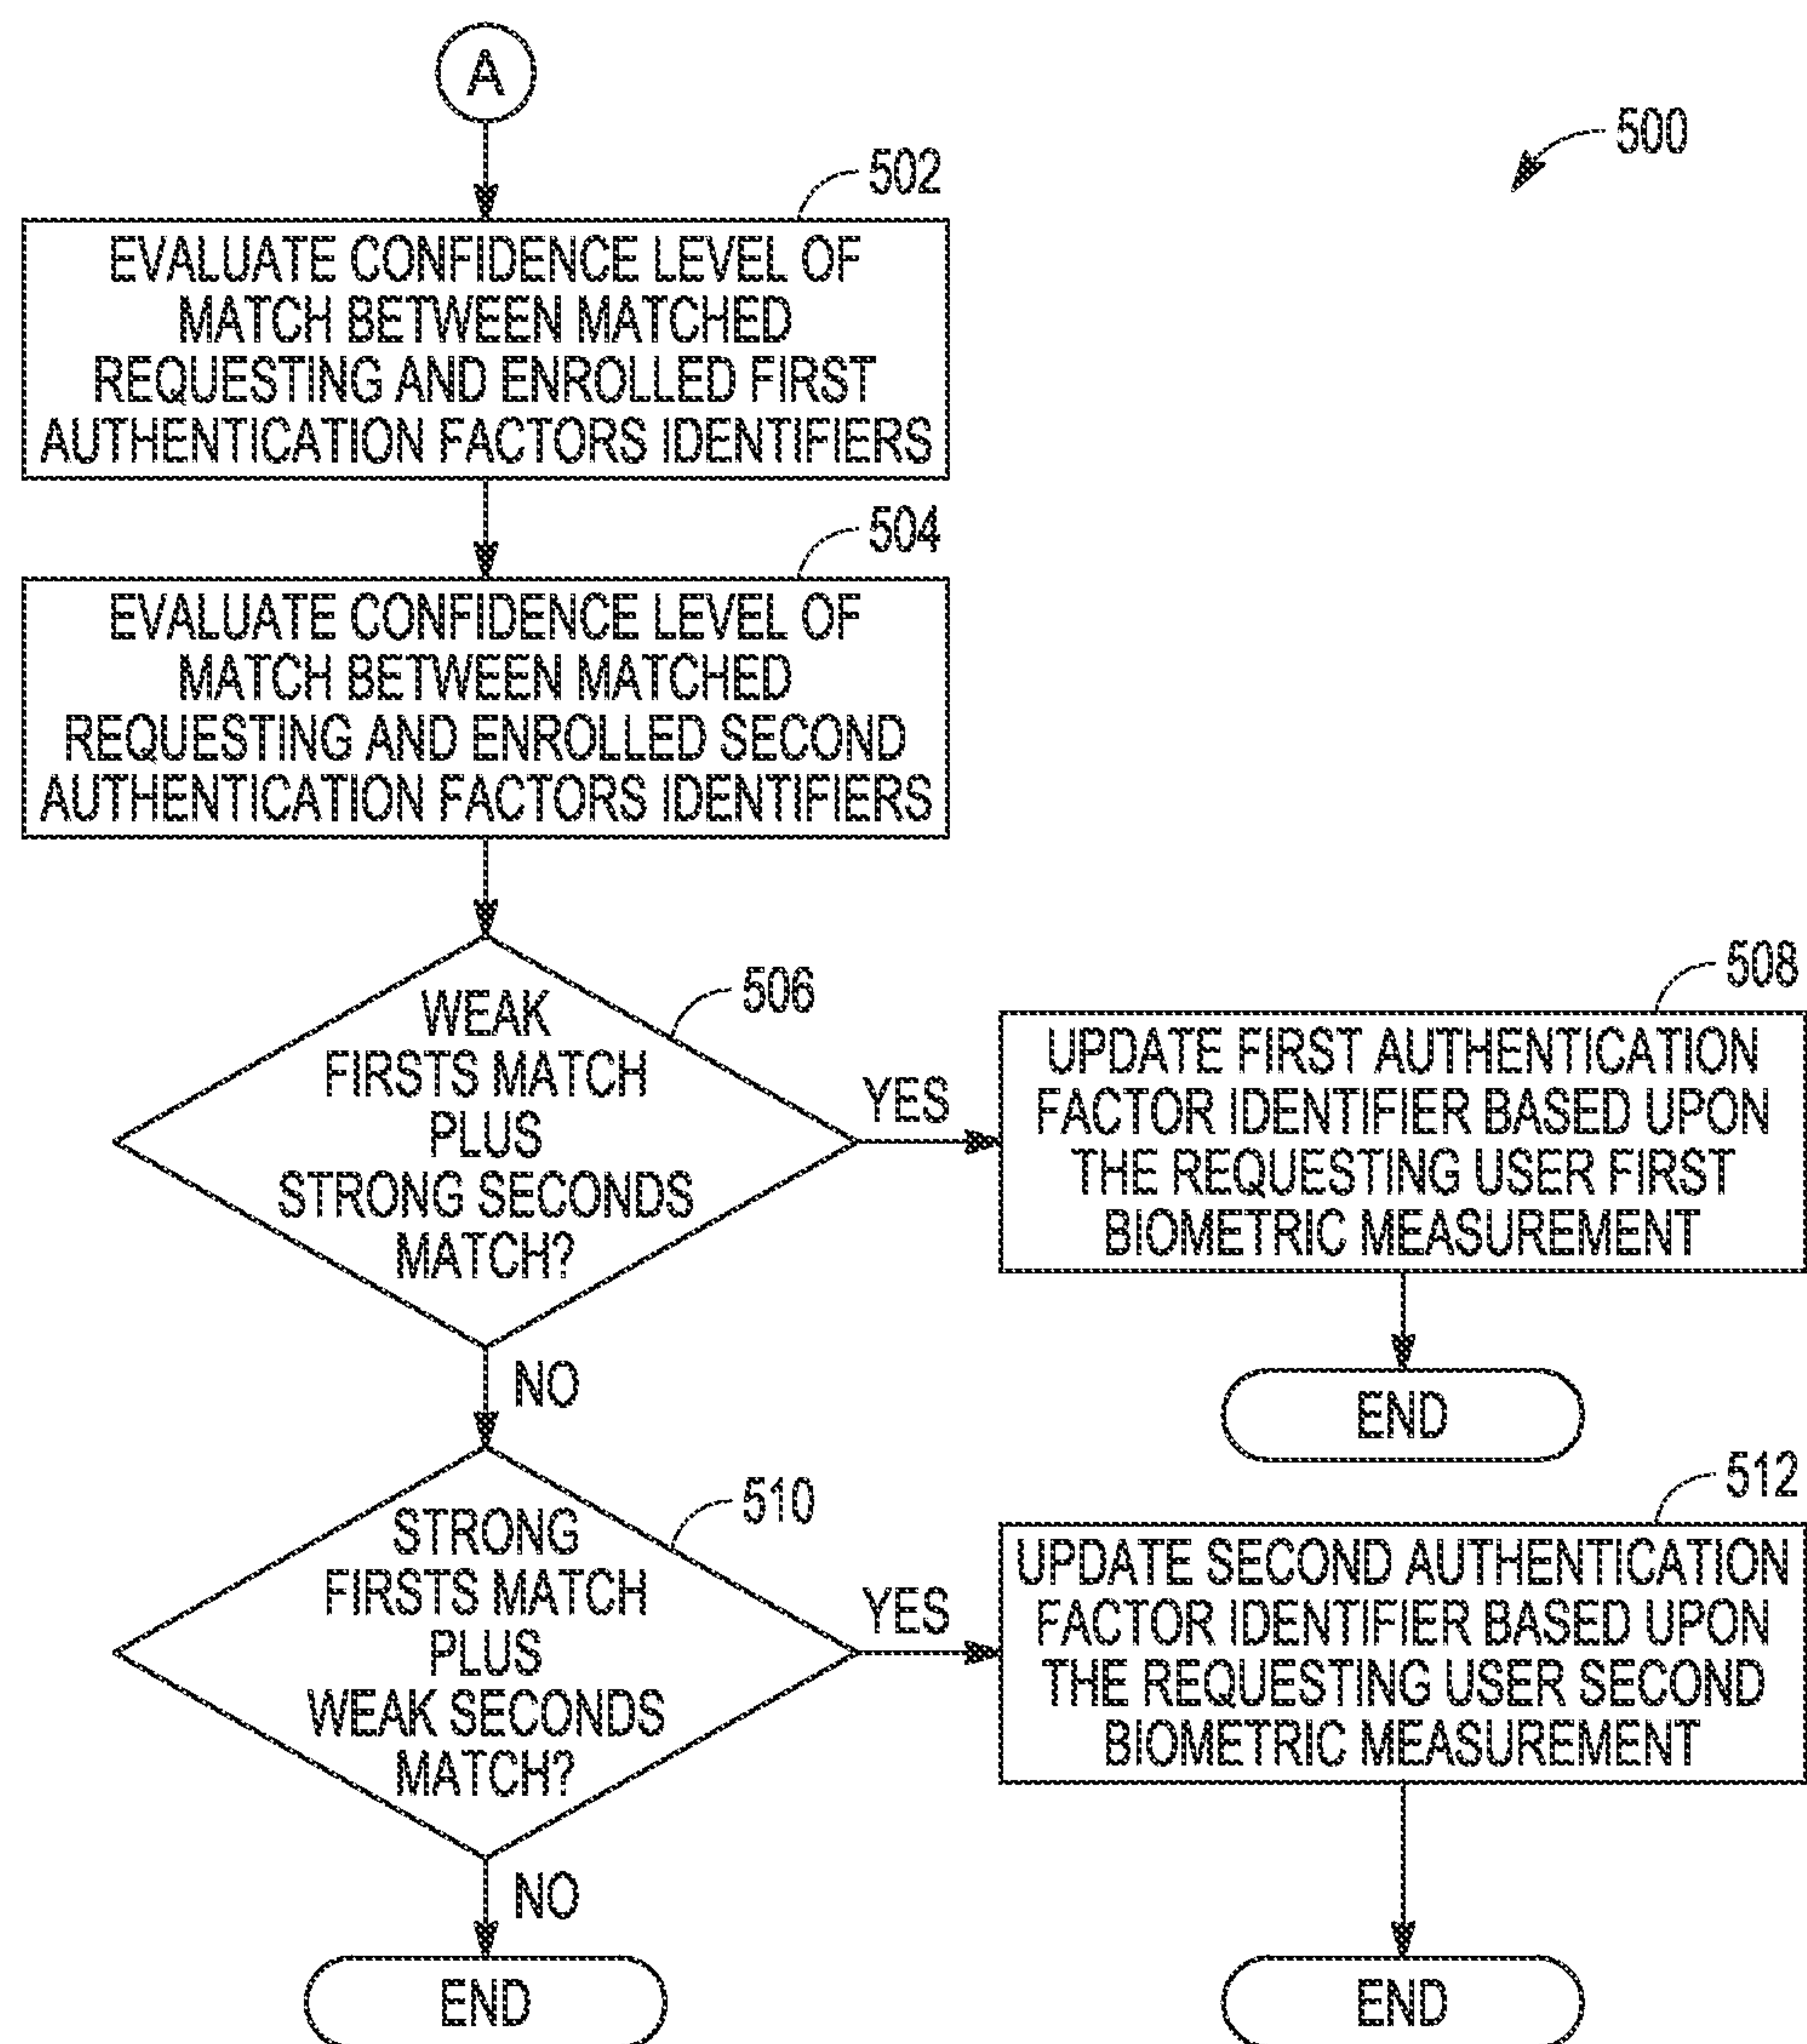 A
500
502
EVALUATE CONFIDENCE LEVEL OF
MATCH BETWEEN MATCHED
REQUESTING AND ENROLLED FIRST
AUTHENTICATION FACTORS IDENTIFIERS
504
EVALUATE CONFIDENCE LEVEL OF
MATCH BETWEEN MATCHED
REQUESTING AND ENROLLED SECOND
AUTHENTICATION FACTORS IDENTIFIERS
506
WEAK
FIRSTS MATCH
PLUS
STRONG SECONDS
MATCH?
YES
508
UPDATE FIRST AUTHENTICATION
FACTOR IDENTIFIER BASED UPON
THE REQUESTING USER FIRST
BIOMETRIC MEASUREMENT
END
NO
510
STRONG
FIRSTS MATCH
PLUS
WEAK SECONDS
MATCH?
YES
512
UPDATE SECOND AUTHENTICATION
FACTOR IDENTIFIER BASED UPON
THE REQUESTING USER SECOND
BIOMETRIC MEASUREMENT
NO
END
END